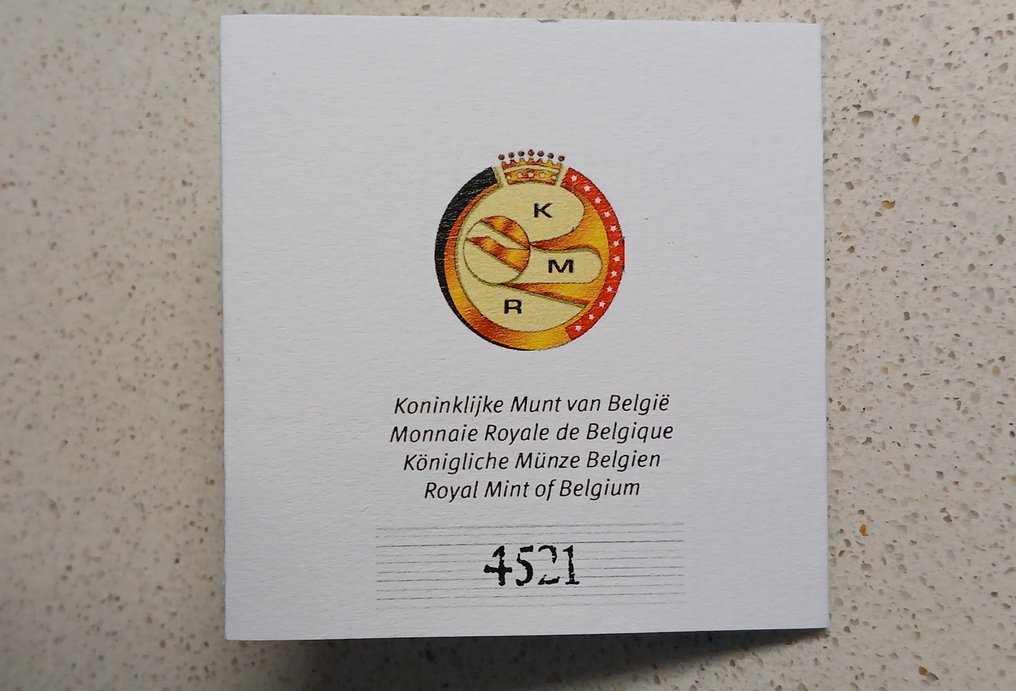 K
M
R
Koninklijke Munt van België
Monnaie Royale de Belgique
Königliche Münze Belgien
Royal Mint of Belgium
4521